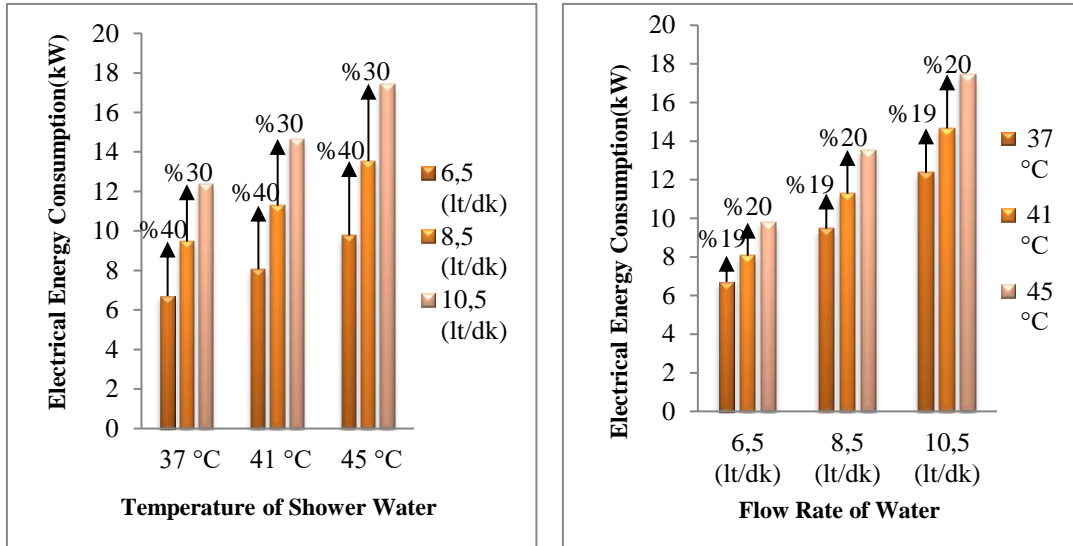 Electrical Energy Consumption(kW)
20
18
16
14
12
10
8
6
4
2
0
%40
%30
%40
%30
%40
%30
37 °C
41 °C
45 °C
Temperature of Shower Water
6,5
(lt/dk)
8,5
(lt/dk)
10,5
(lt/dk)
Electrical Energy Consumption(kW)
20
18
16
14
12
10
8
6
4
2
0
%19
%20
%19
%20
%19
%20
6,5
(lt/dk)
8,5
(lt/dk)
10,5
(lt/dk)
Flow Rate of Water
37
°C
41
°C
45
°C